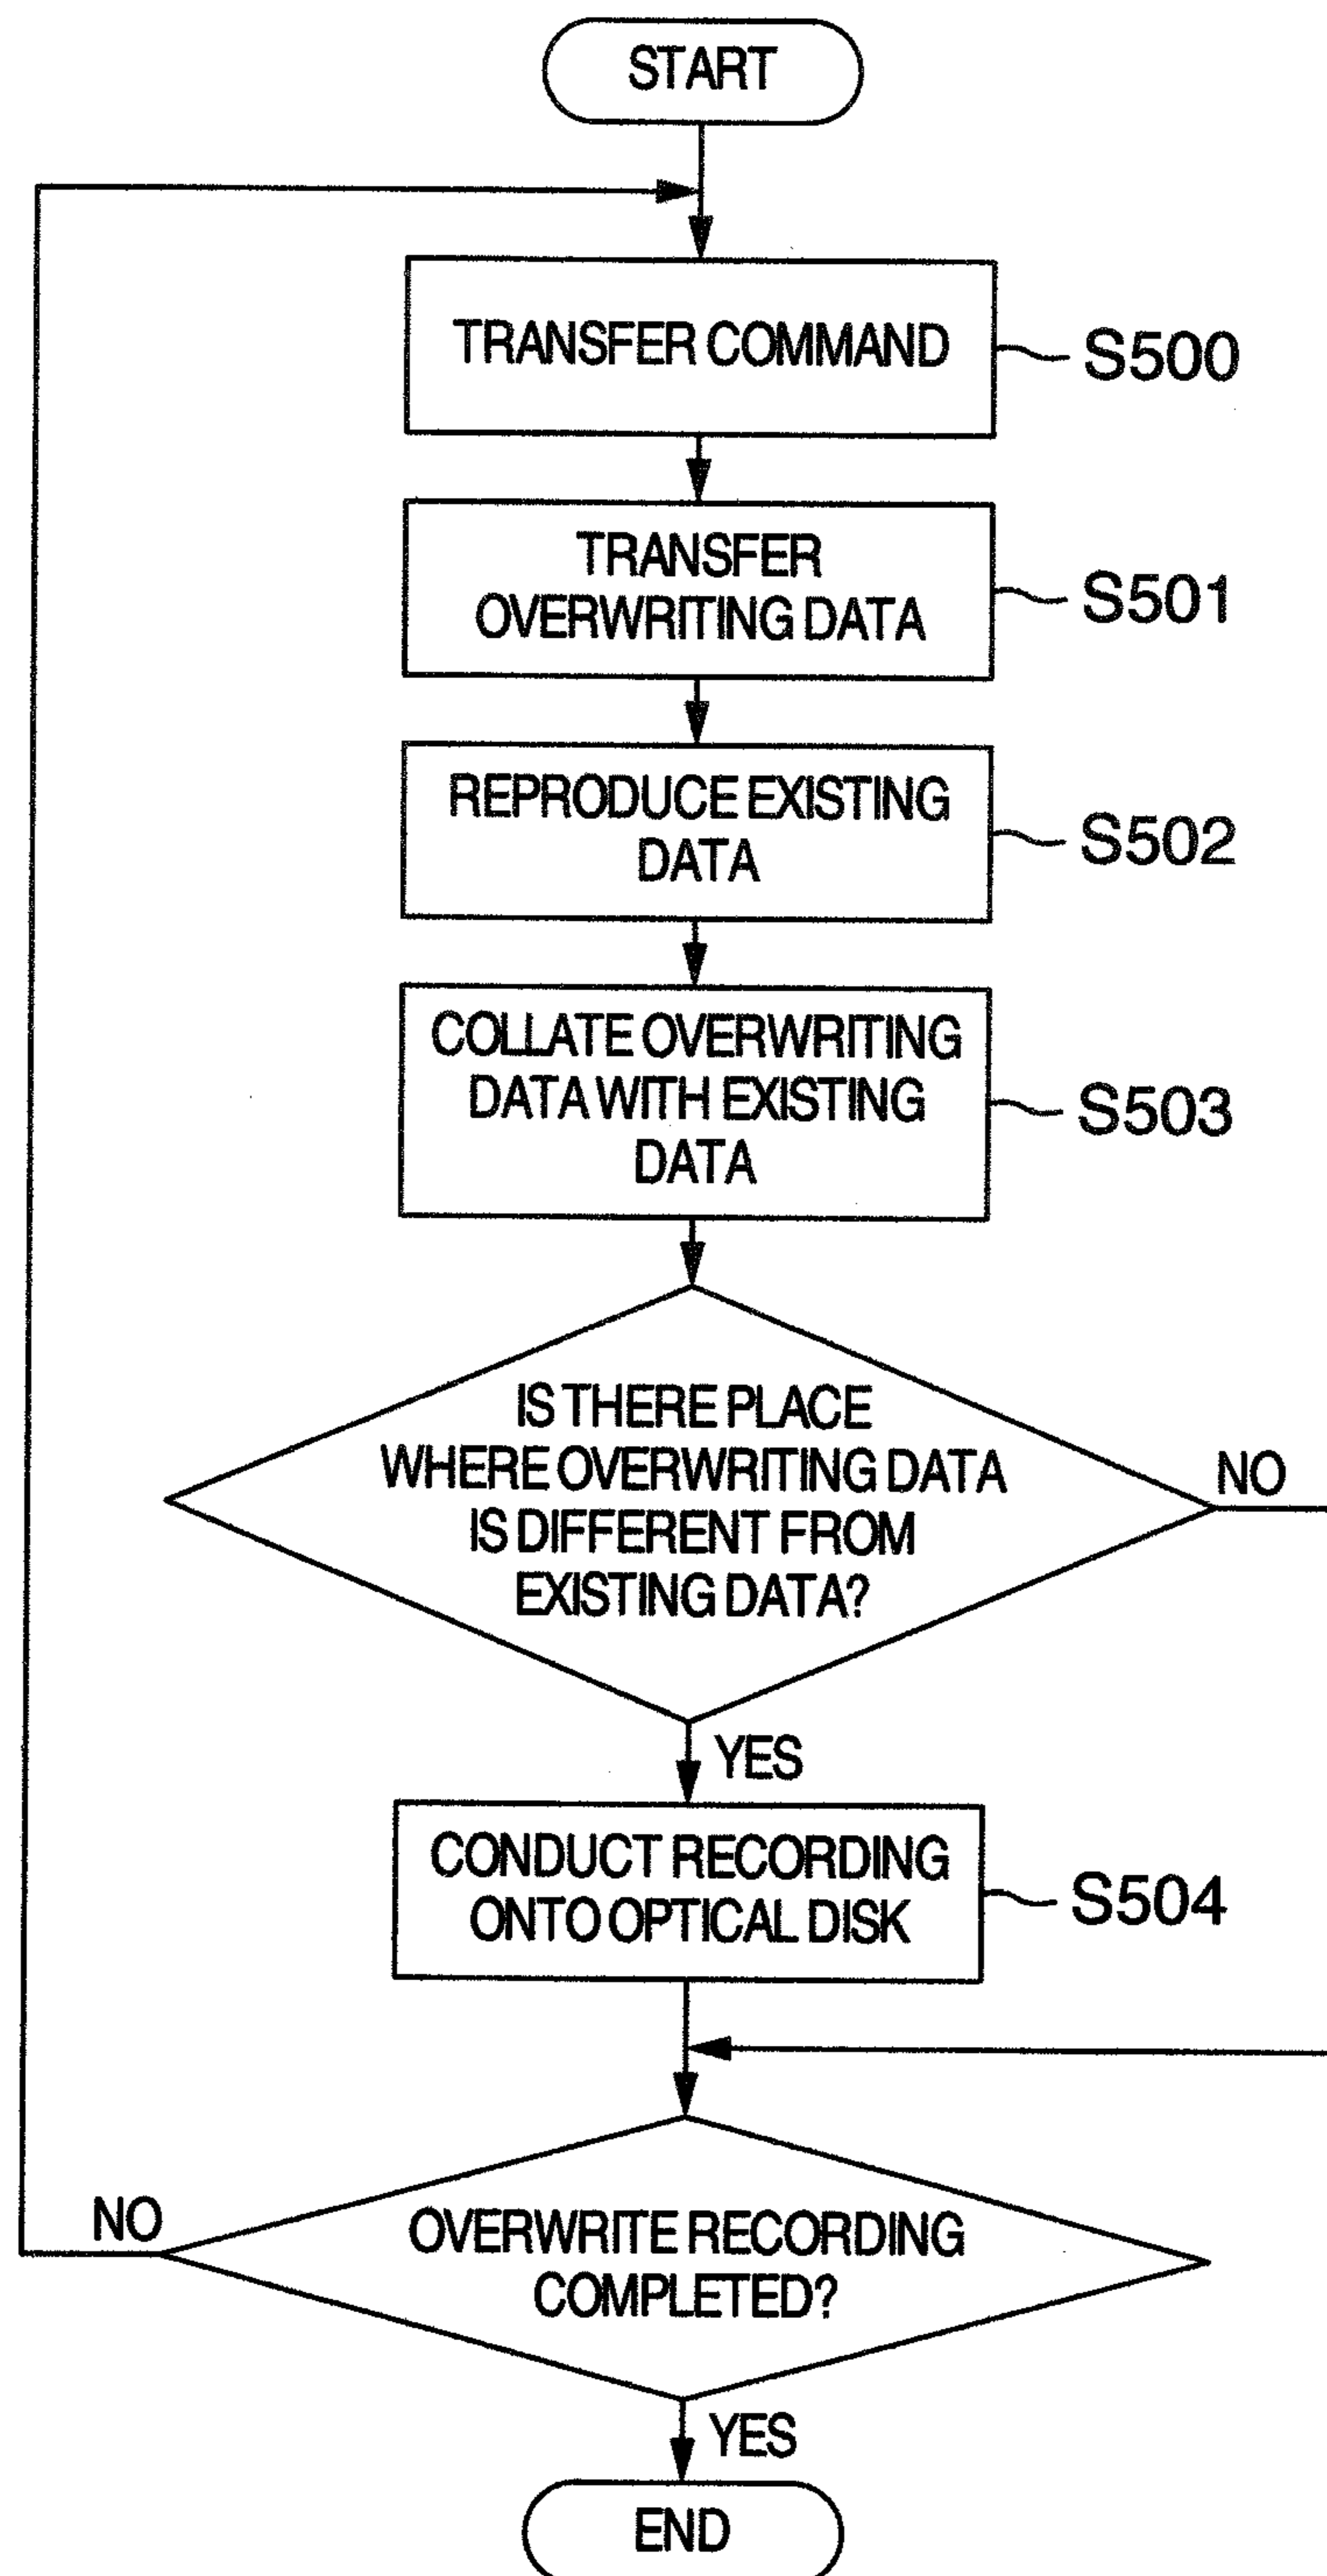 START
TRANSFER COMMAND
S500
TRANSFER
OVERWRITING DATA
S501
REPRODUCE EXISTING
DATA
S502
COLLATE OVERWRITING
DATA WITH EXISTING
DATA
S503
IS THERE PLACE
WHERE OVERWRITING DATA
IS DIFFERENT FROM
EXISTING DATA?
NO
YES
CONDUCT RECORDING
ONTO OPTICAL DISK
S504
NO
OVERWRITE RECORDING
COMPLETED?
YES
END